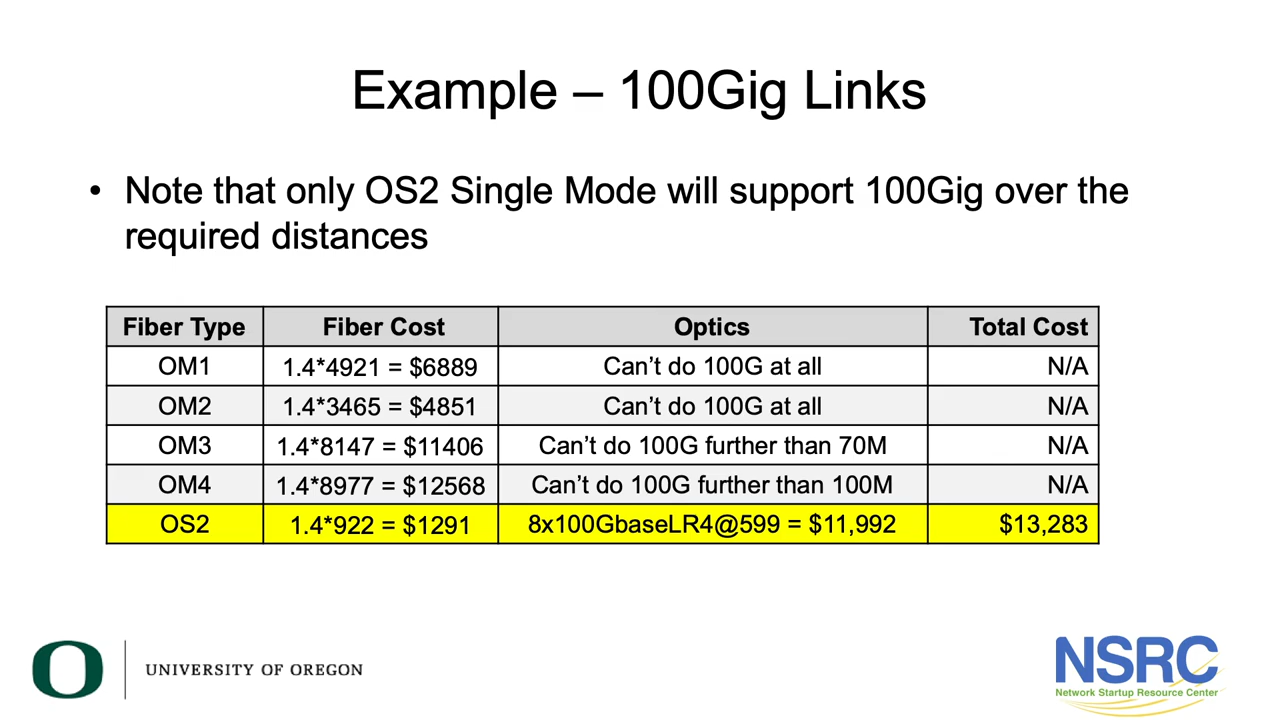 Example – 100Gig Links
• Note that only OS2 Single Mode will support 100Gig over the
required distances
Fiber Type Fiber Cost Optics Total Cost
OM1 1.4*4921 = $6889 Can’t do 100G at all N/A
OM2 1.4*3465 = $4851 Can’t do 100G at all N/A
OM3 1.4*8147 = $11406 Can’t do 100G further than 70M N/A
OM4 1.4*8977 = $12568 Can’t do 100G further than 100M N/A
OS2 1.4*922 = $1291 8x100GbaseLR4@599 = $11,992 $13,283
O UNIVERSITY OF OREGON
NSRC
Network Startup Resource Center